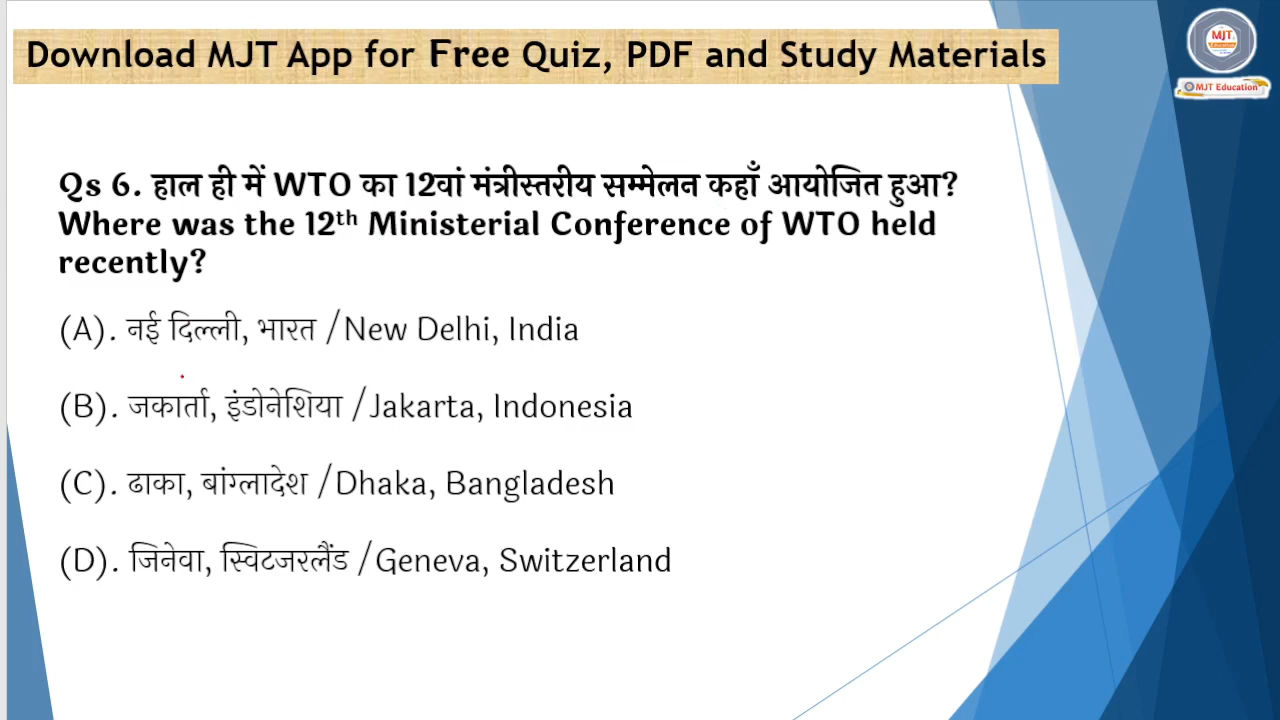 Download MJT App for Free Quiz, PDF and Study Materials
MJT
Education
MJT Education
Qs 6. हाल ही में WTO का 12वां मंत्रीस्तरीय सम्मेलन कहाँ आयोजित हुआ?
Where was the 12th Ministerial Conference of WTO held
recently?
(A). नई दिल्ली, भारत /New Delhi, India
(B). जकार्ता, इंडोनेशिया /Jakarta, Indonesia
(C). ढाका, बांग्लादेश /Dhaka, Bangladesh
(D). जिनेवा, स्विटजरलैंड /Geneva, Switzerland